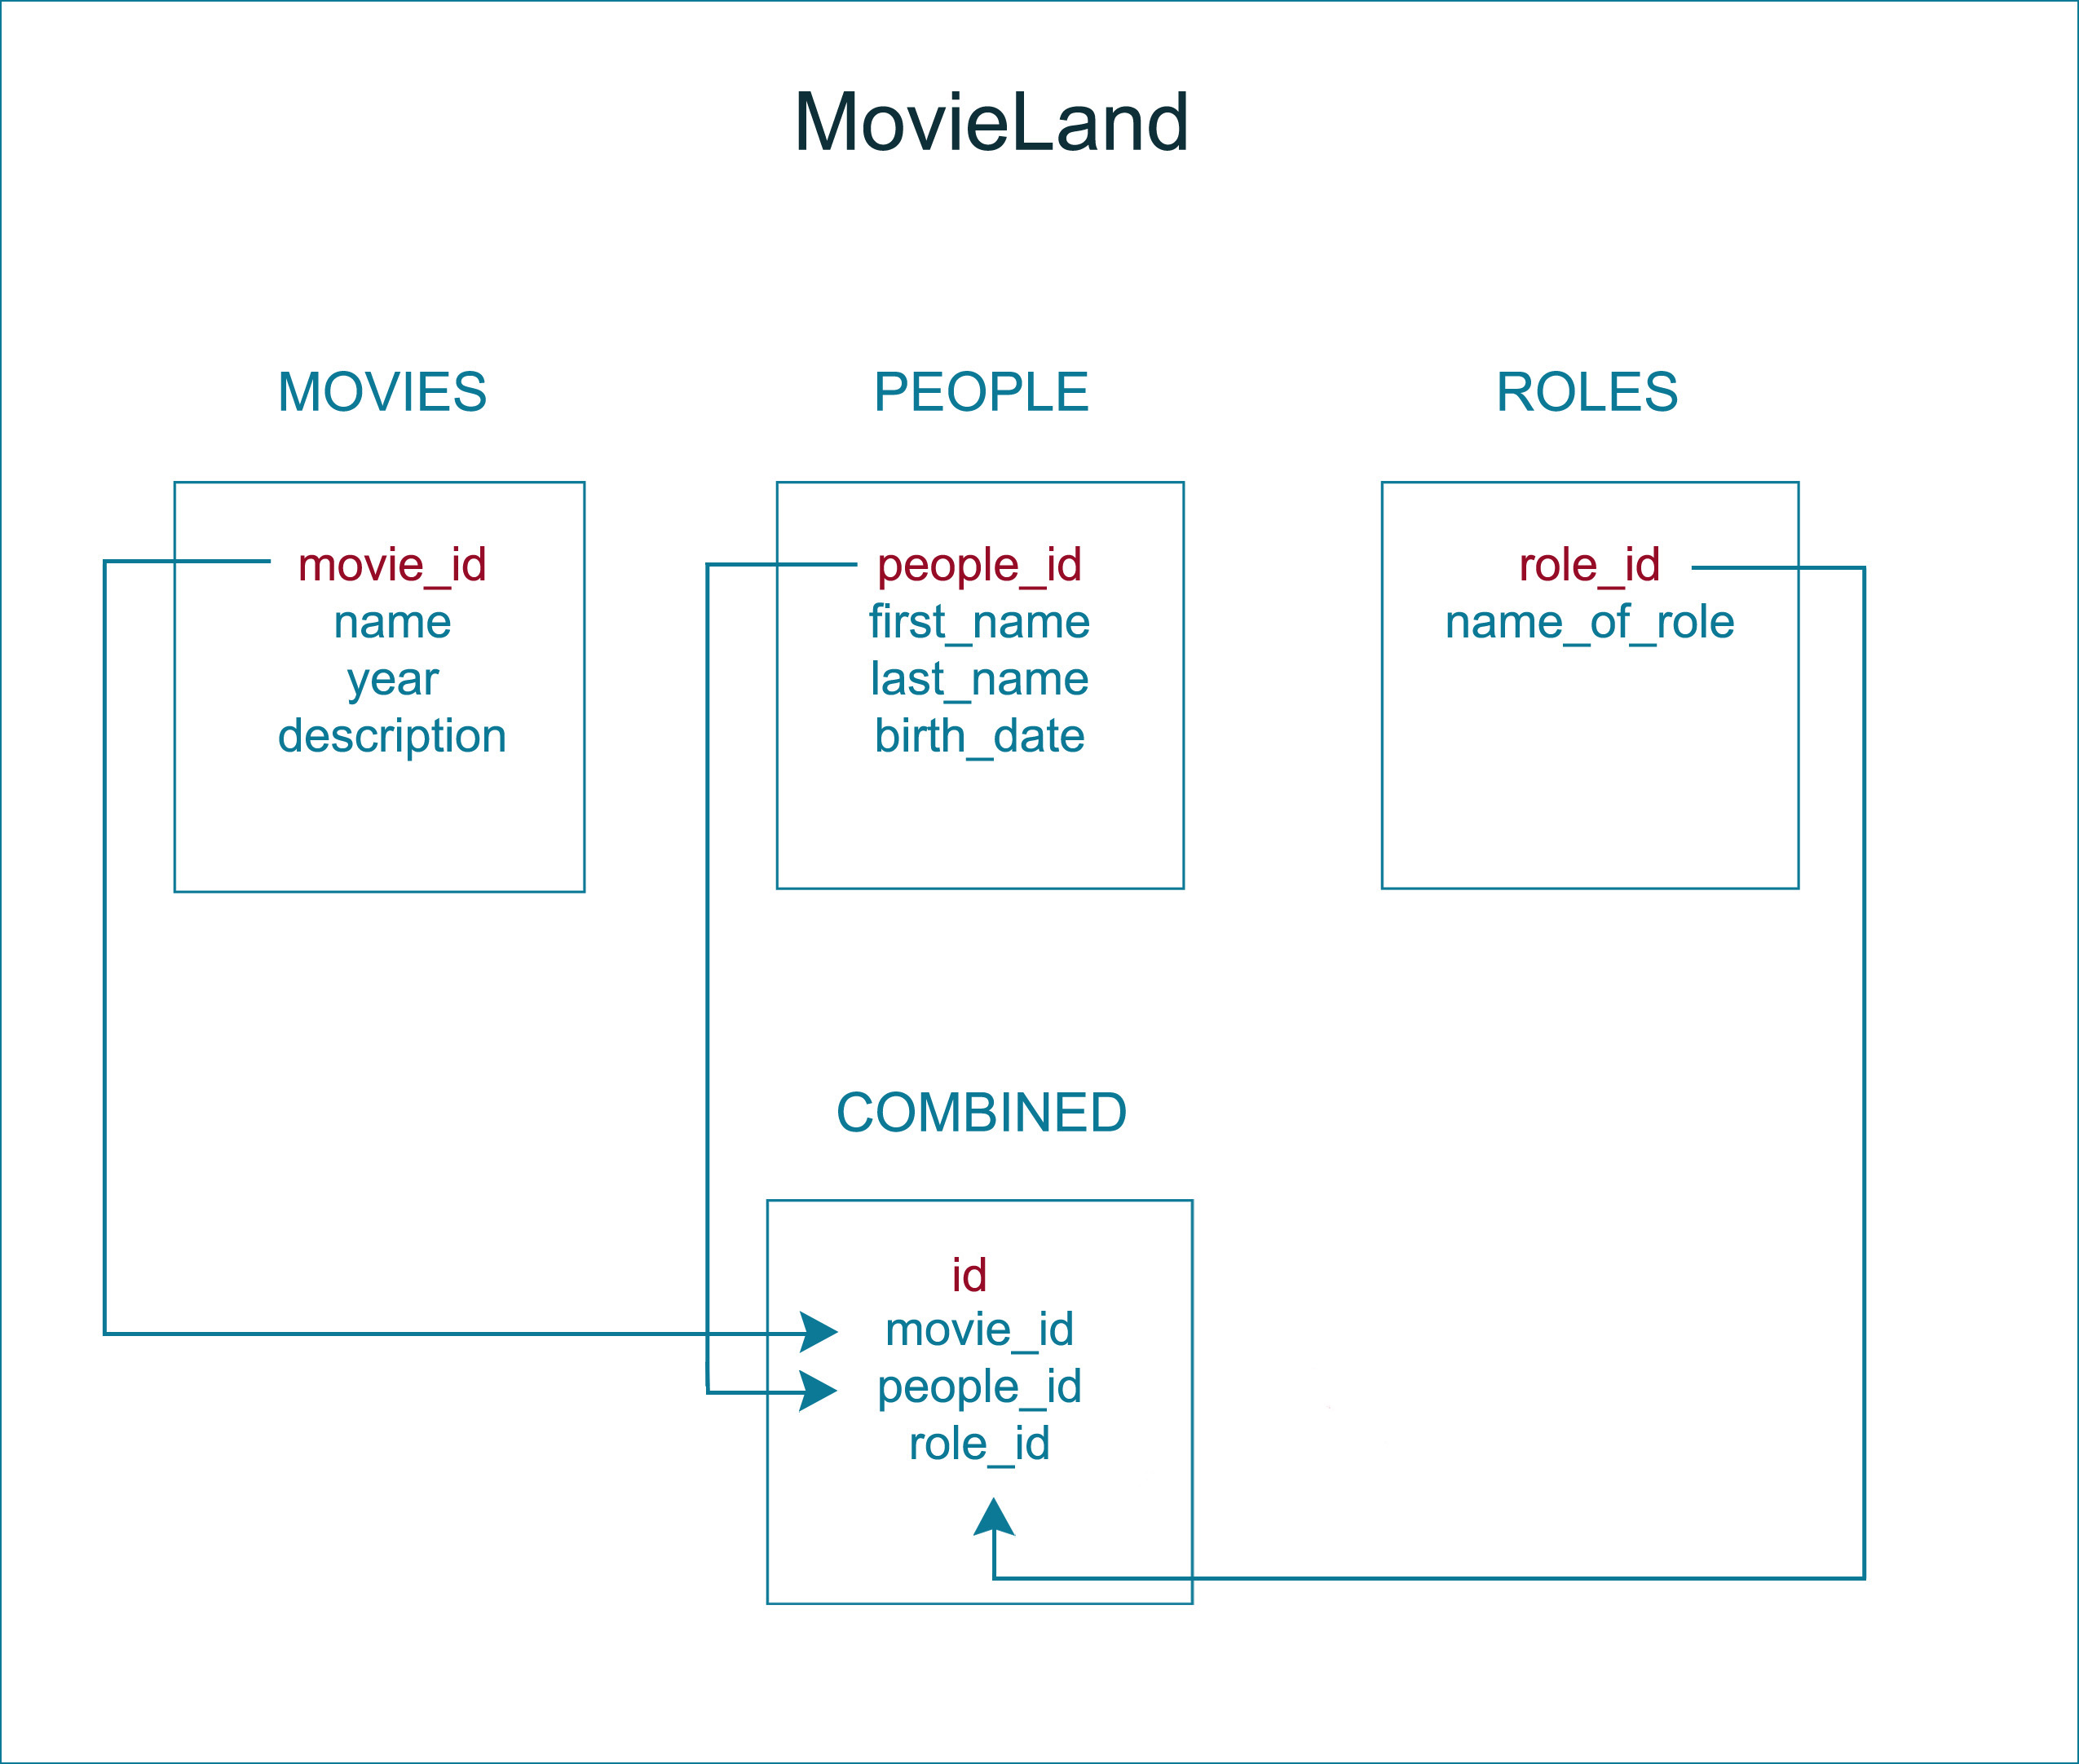 MovieLand
MOVIES
movie_id
name
year
description
PEOPLE
people_id
first_name
last_name
birth_date
ROLES
role_id
name_of_role
COMBINED
id
movie_id
people_id
role_id